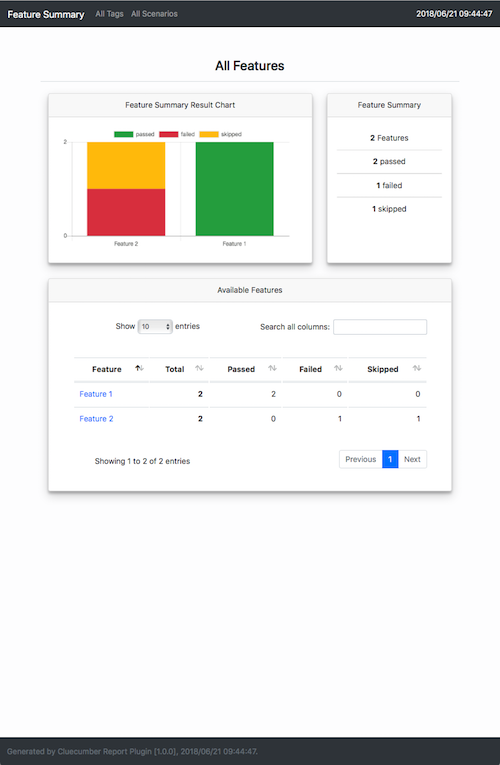 Feature Summary All Tags All Scenarios 2018/06/21 09:44:47
All Features
Feature Summary Result Chart
passed failed skipped
2
0
Feature 2 Feature 1
Feature Summary
2 Features
2 passed
1 failed
1 skipped
Available Features
Show 10 entries Search all columns:
Feature Total Passed Failed Skipped
Feature 1 2 2 0 0
Feature 2 2 0 1 1
Showing 1 to 2 of 2 entries Previous 1 Next
Generated by Cluecumber Report Plugin [1.0.0], 2018/06/21 09:44:47.